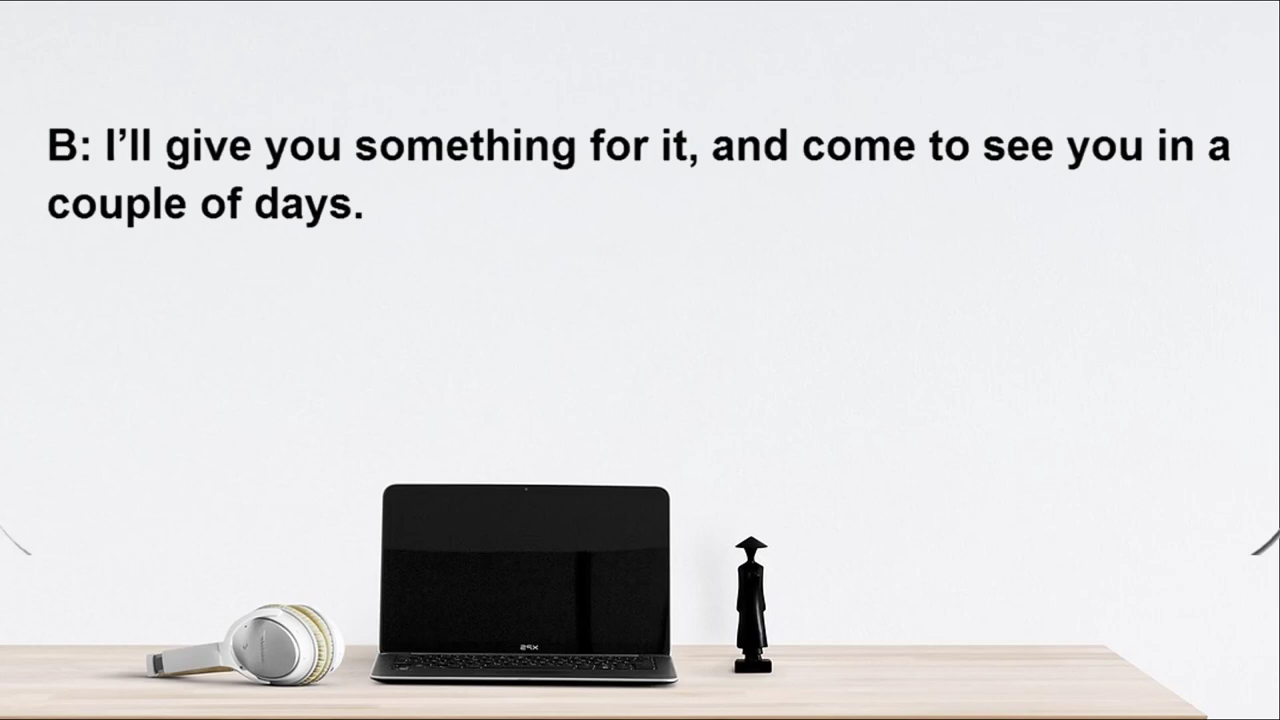 B: I’ll give you something for it, and come to see you in a
couple of days.